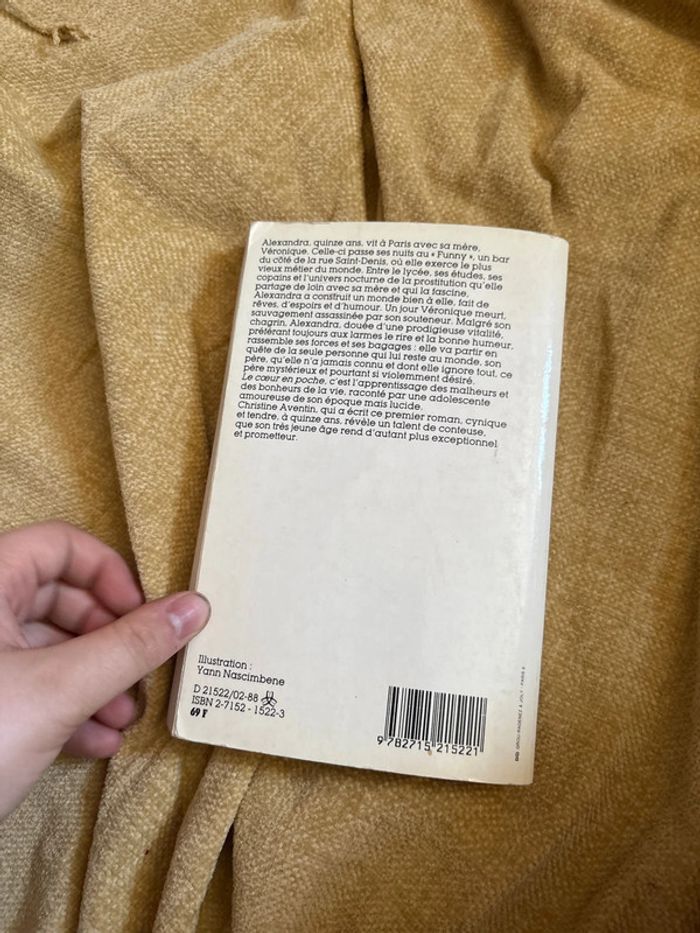 Alexandra, quinze ans, vit à Paris avec sa mère,
Véronique. Celle-ci passe ses nuits au « Funny », un bar
du côté de la rue Saint-Denis, où elle exerce le plus
vieux métier du monde. Entre le lycée, ses études, ses
copains et l'univers nocturne de la prostitution qu'elle
partage de loin avec sa mère et qui la fascine,
Alexandra a construit un monde bien à elle, fait de
rêves, d'espoirs et d'humour. Un jour Véronique meurt,
sauvagement assassinée par son souteneur. Malgré son
chagrin, Alexandra, douée d'une prodigieuse vitalité,
préférant toujours aux larmes le rire et la bonne humeur,
rassemble ses forces et ses bagages : elle va partir en
quête de la seule personne qui lui reste au monde, son
père, qu'elle n'a jamais connu et dont elle ignore tout, ce
père mystérieux et pourtant si violemment désiré.
Le cœur en poche, c'est l'apprentissage des malheurs et
des bonheurs de la vie, raconté par une adolescente
amoureuse de son époque mais lucide.
Christine Aventin, qui a écrit ce premier roman, cynique
et tendre, à quinze ans, révèle un talent de conteuse,
que son très jeune âge rend d'autant plus exceptionnel
et prometteur.
Illustration :
Yann Nascimbene
D 21522/02-88
ISBN 2-7152-1522-3
69 F
9 782715 215221
GROU-RADENEZ & JOLY - PARIS 6